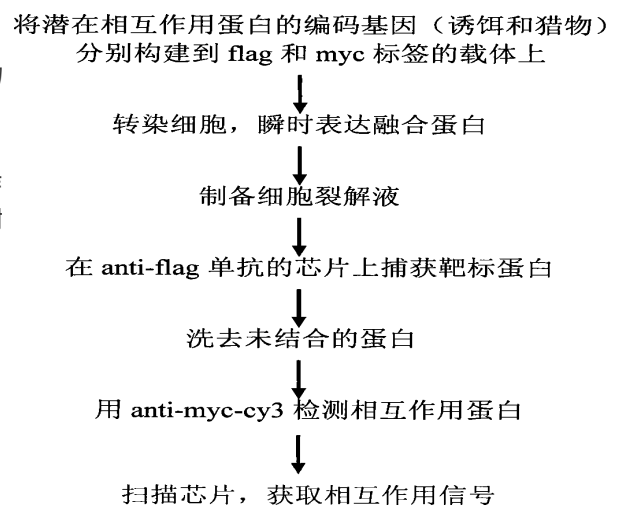 将潜在相互作用蛋白的编码基因（诱饵和猎物）
分别构建到 flag 和 myc 标签的载体上
转染细胞，瞬时表达融合蛋白
制备细胞裂解液
在 anti-flag 单抗的芯片上捕获靶标蛋白
洗去未结合的蛋白
用 anti-myc-cy3 检测相互作用蛋白
扫描芯片，获取相互作用信号